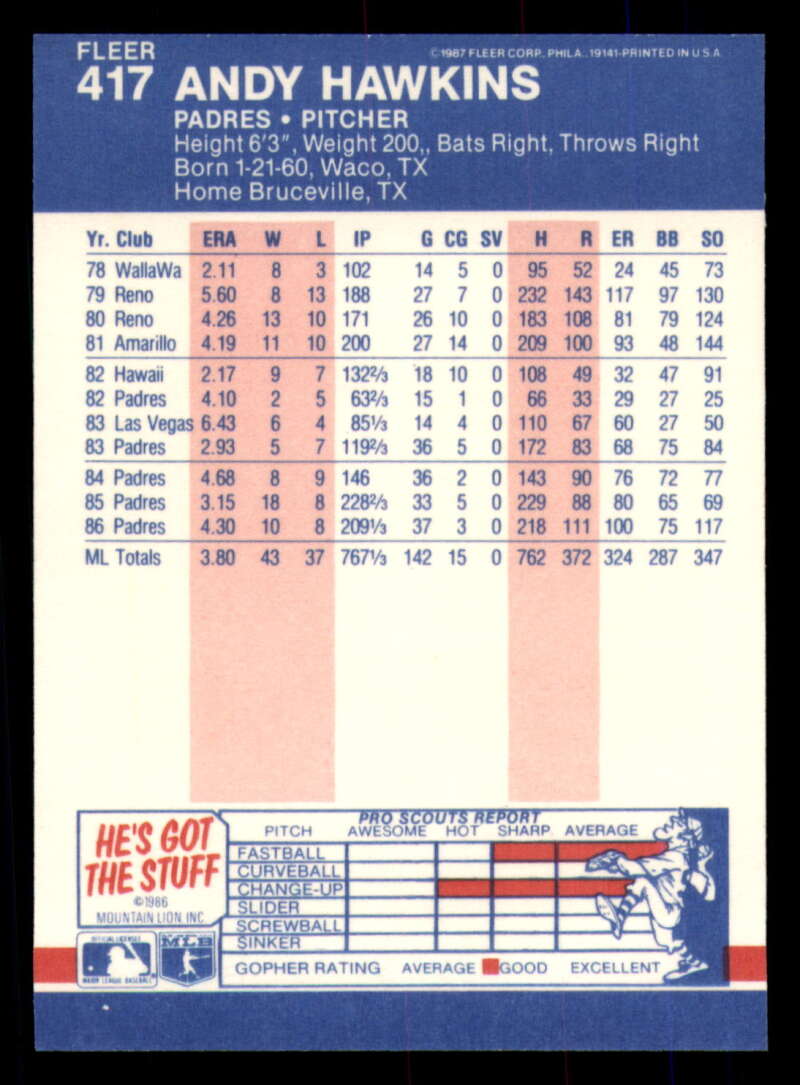 FLEER
©1987 FLEER CORP., PHILA., 19141-PRINTED IN U.S.A.
417 ANDY HAWKINS
PADRES • PITCHER
Height 6'3", Weight 200,, Bats Right, Throws Right
Born 1-21-60, Waco, TX
Home Bruceville, TX
Yr. Club ERA W L IP G CG SV H R ER BB SO
78 WallaWa 2.11 8 3 102 14 5 0 95 52 24 45 73
79 Reno 5.60 8 13 188 27 7 0 232 143 117 97 130
80 Reno 4.26 13 10 171 26 10 0 183 108 81 79 124
81 Amarillo 4.19 11 10 200 27 14 0 209 100 93 48 144
82 Hawaii 2.17 9 7 132⅔ 18 10 0 108 49 32 47 91
82 Padres 4.10 2 5 63⅔ 15 1 0 66 33 29 27 25
83 Las Vegas 6.43 6 4 85⅓ 14 4 0 110 67 60 27 50
83 Padres 2.93 5 7 119⅔ 36 5 0 172 83 68 75 84
84 Padres 4.68 8 9 146 36 2 0 143 90 76 72 77
85 Padres 3.15 18 8 228⅔ 33 5 0 229 88 80 65 69
86 Padres 4.30 10 8 209⅓ 37 3 0 218 111 100 75 117
ML Totals 3.80 43 37 767⅓ 142 15 0 762 372 324 287 347
HE'S GOT
THE STUFF
©1986
MOUNTAIN LION INC
PRO SCOUTS REPORT
PITCH AWESOME HOT SHARP AVERAGE
FASTBALL
CURVEBALL
CHANGE-UP
SLIDER
SCREWBALL
SINKER
GOPHER RATING AVERAGE GOOD EXCELLENT
OFFICIAL LICENSEE
MAJOR LEAGUE BASEBALL
MLB